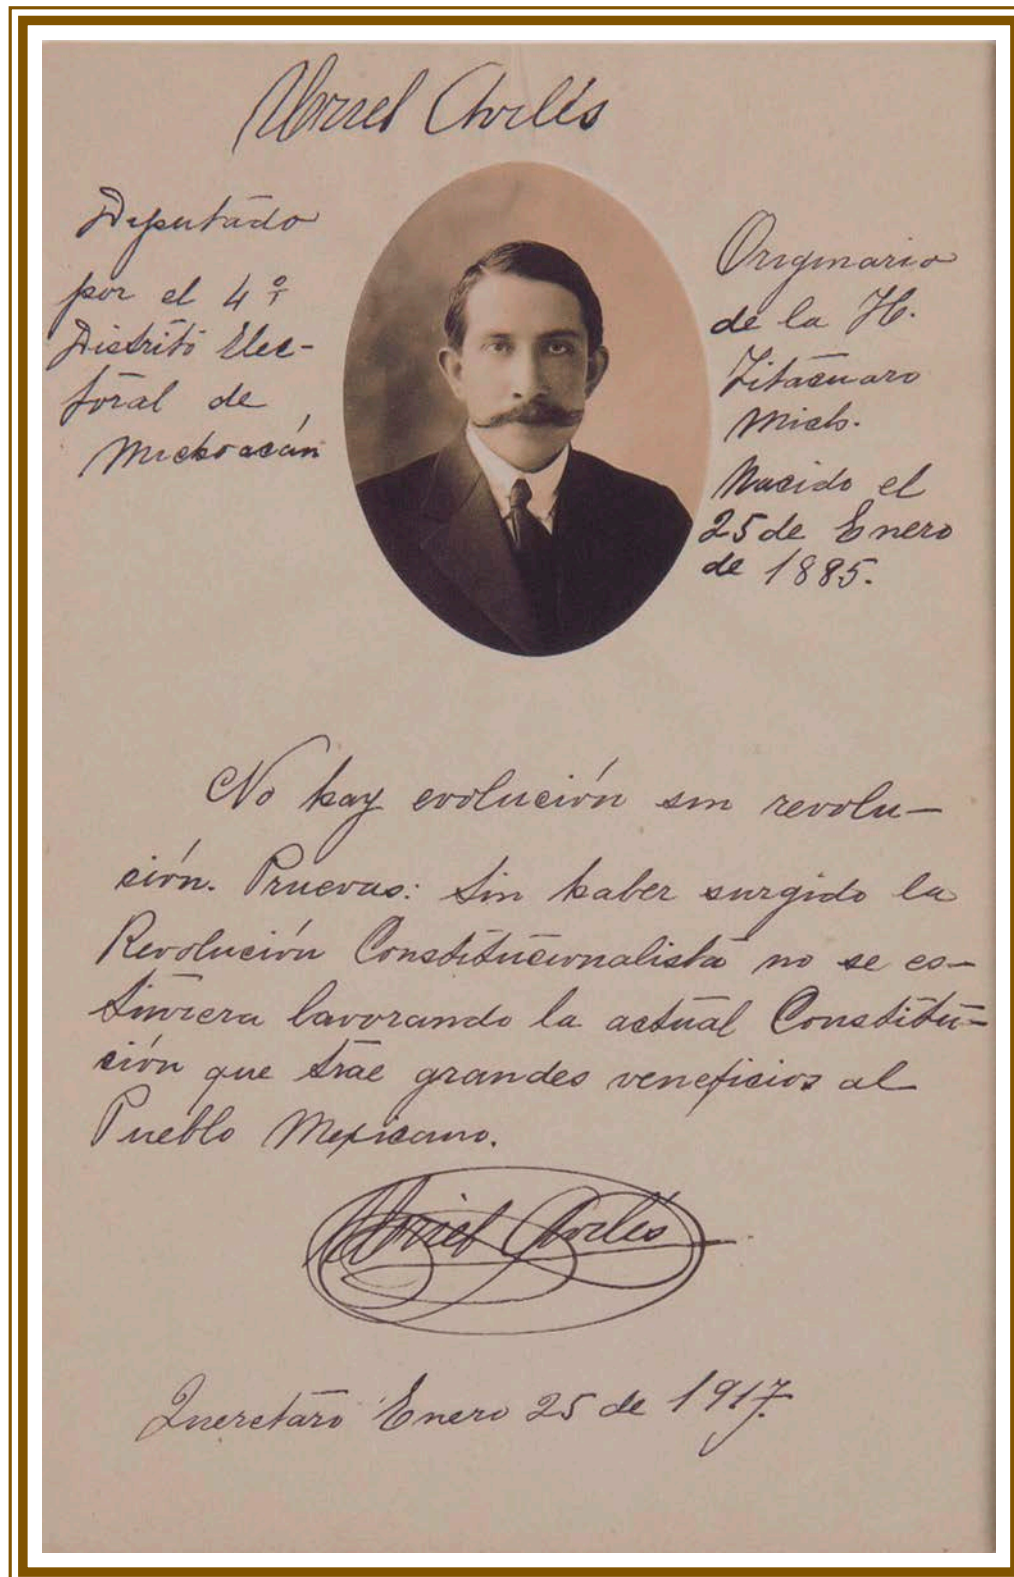 Uriel Avilés
Diputado
por el 4º
Distrito Elec-
toral de
Michoacán
Originario
de la H.
Zitácuaro
Mich.
Nacido el
25 de Enero
de 1885.
No hay evolución sin revolu-
ción. Pruevas: Sin haber surgido la
Revolución Constitucionalista no se es-
tuviera lavorando la actual Constitu-
ción que trae grandes veneficios al
Pueblo Mexicano.
Uriel Avilés
Queretaro Enero 25 de 1917.